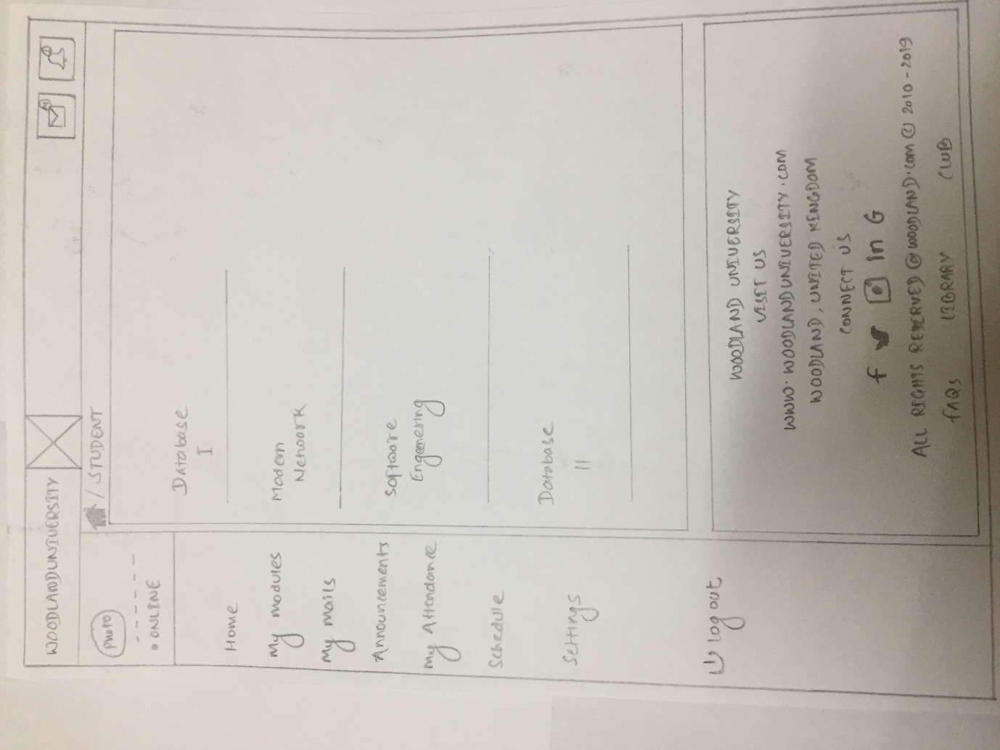 WOODLANDUNIVERSITY
/ STUDENT
Photo
• ONLINE
Home
My modules
My mails
Announcements
My Attendance
Schedule
Settings
Log out
Database
I
Modern
Network
Software
Engineering
Database
II
WOODLAND UNIVERSITY
VISIT US
WWW.WOODLANDUNIVERSITY.COM
WOODLAND, UNITED KINGDOM
CONNECT US
f In G
ALL RIGHTS RESERVED @WOODLAND.COM © 2010-2019
FAQs LIBRARY CLUB